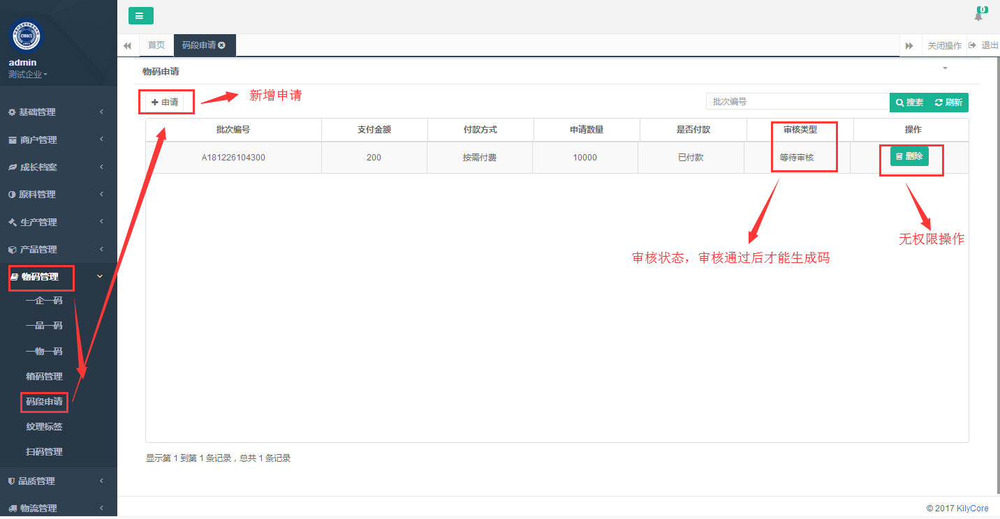 0
首页
码段申请
关闭操作
退出
admin
测试企业
基础管理
商户管理
成长档案
原料管理
生产管理
产品管理
物码管理
一企一码
一品一码
一物一码
箱码管理
码段申请
纹理标签
扫码管理
品质管理
物流管理
物码申请
申请
新增申请
批次编号
搜索
刷新
批次编号 支付金额 付款方式 申请数量 是否付款 审核类型 操作
A181226104300 200 按需付费 10000 已付款 等待审核 删除
无权限操作
审核状态，审核通过后才能生成码
显示第 1 到第 1 条记录，总共 1 条记录
© 2017 KilyCore